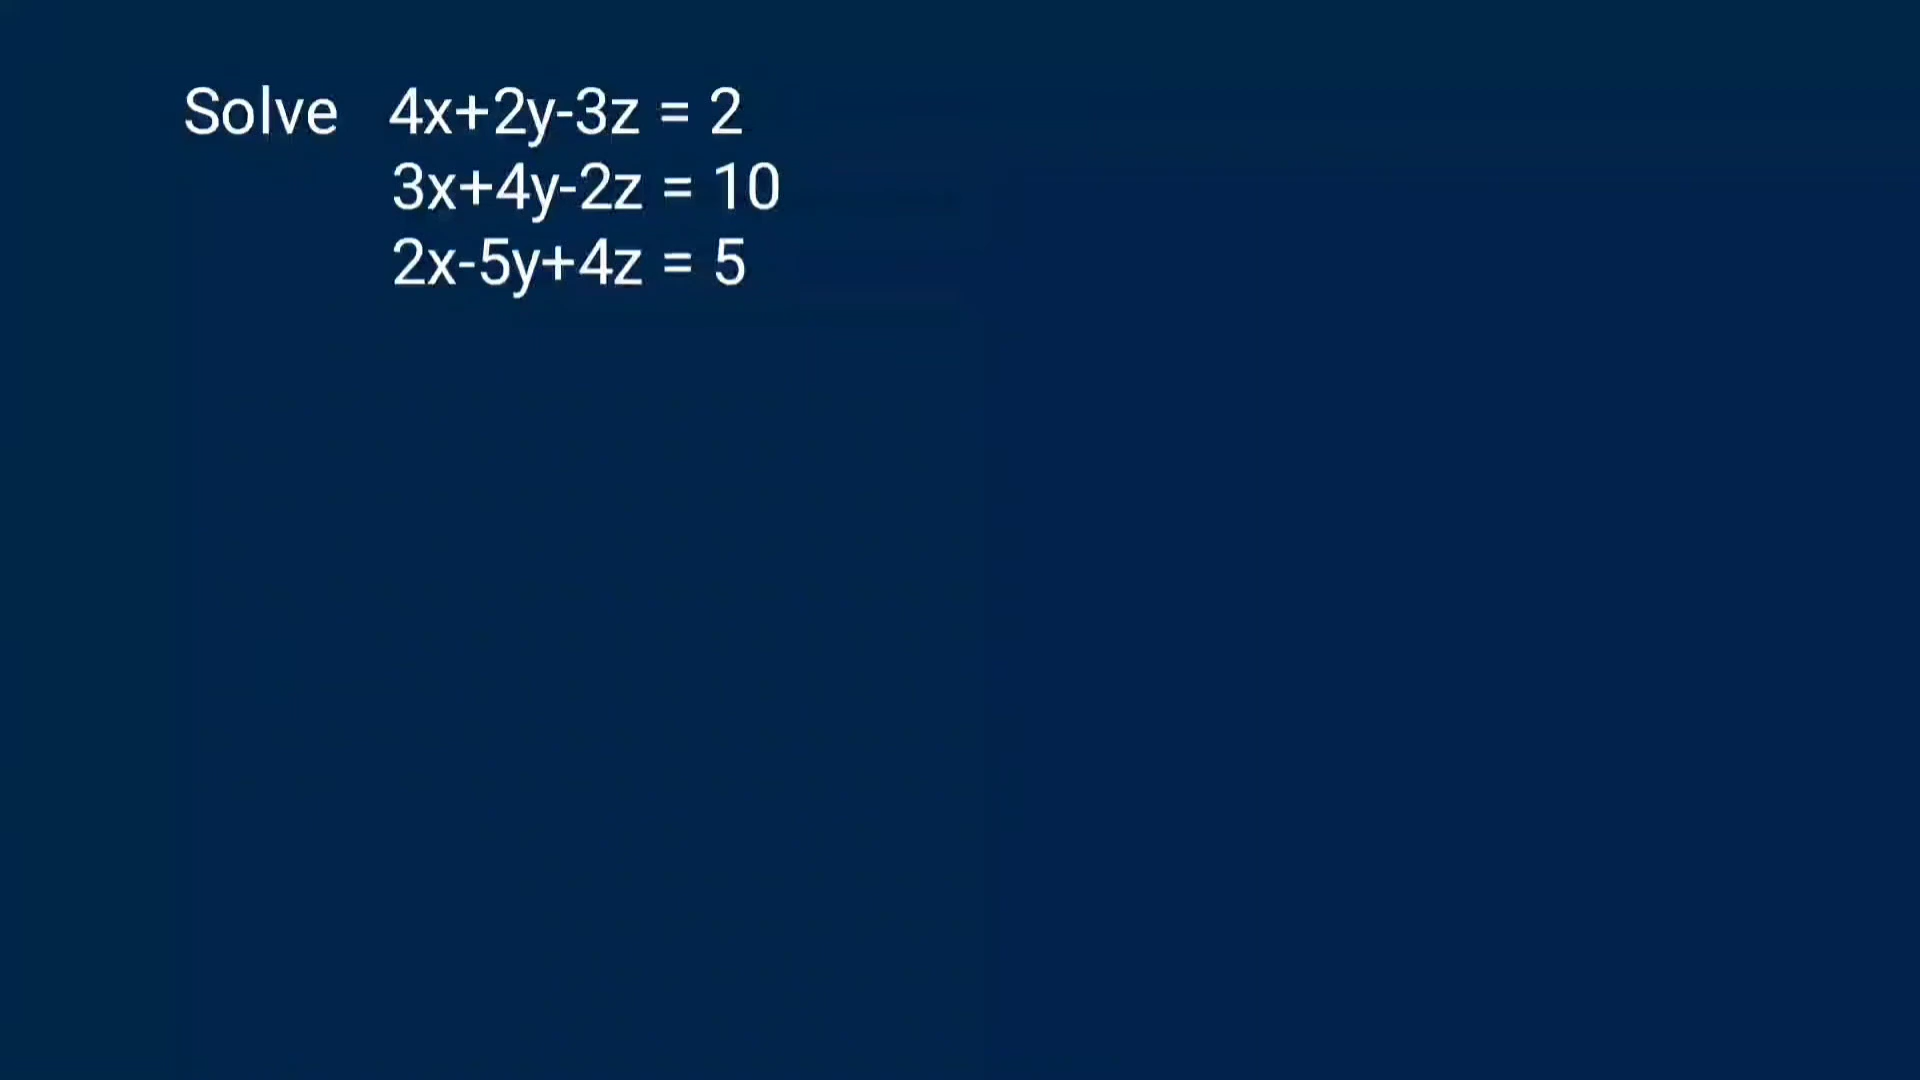 Solve 4x+2y-3z = 2
3x+4y-2z = 10
2x-5y+4z = 5